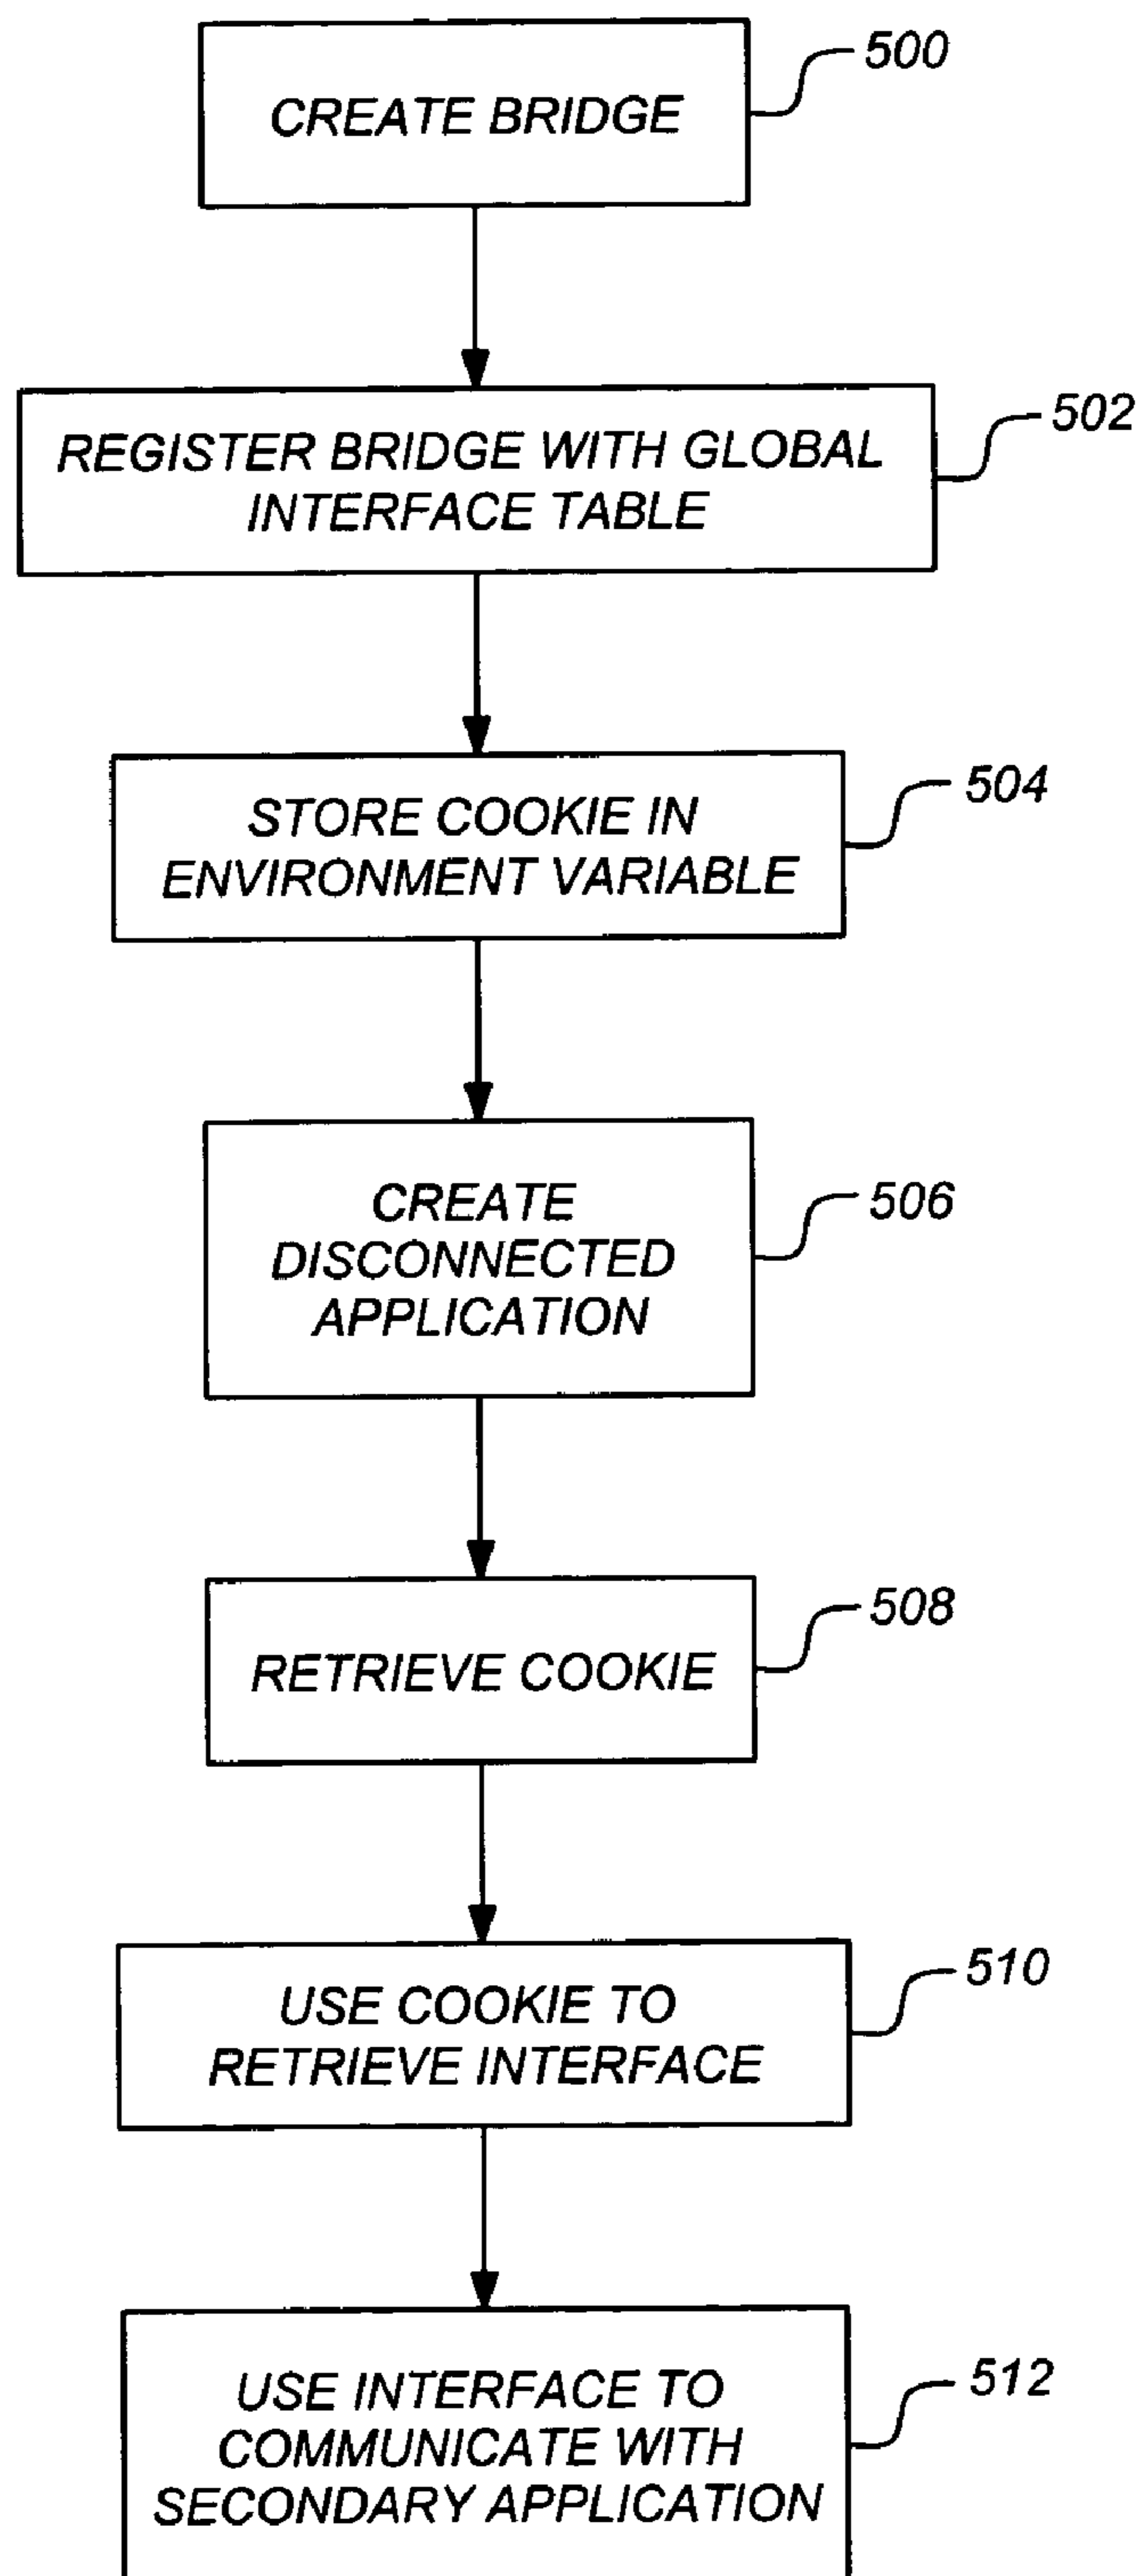 CREATE BRIDGE
500
REGISTER BRIDGE WITH GLOBAL
INTERFACE TABLE
502
STORE COOKIE IN
ENVIRONMENT VARIABLE
504
CREATE
DISCONNECTED
APPLICATION
506
RETRIEVE COOKIE
508
USE COOKIE TO
RETRIEVE INTERFACE
510
USE INTERFACE TO
COMMUNICATE WITH
SECONDARY APPLICATION
512